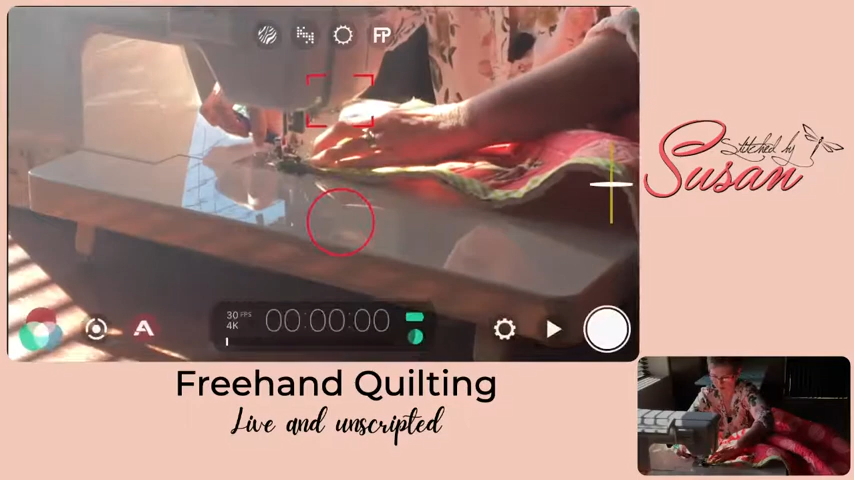 FP
Stitched by
Susan
30 FPS
4K
00:00:00
A
Freehand Quilting
Live and unscripted